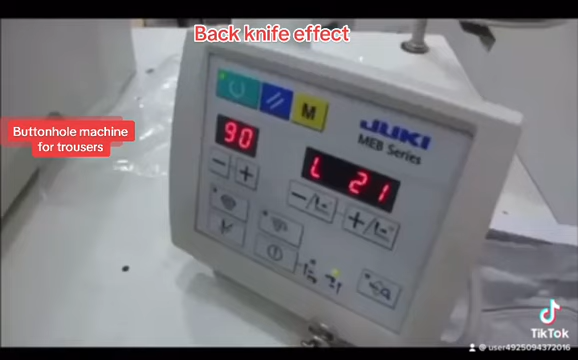 Back knife effect
Buttonhole machine
for trousers
M
JUKI
MEB Series
90
L 21
TikTok
@ user4925094372016